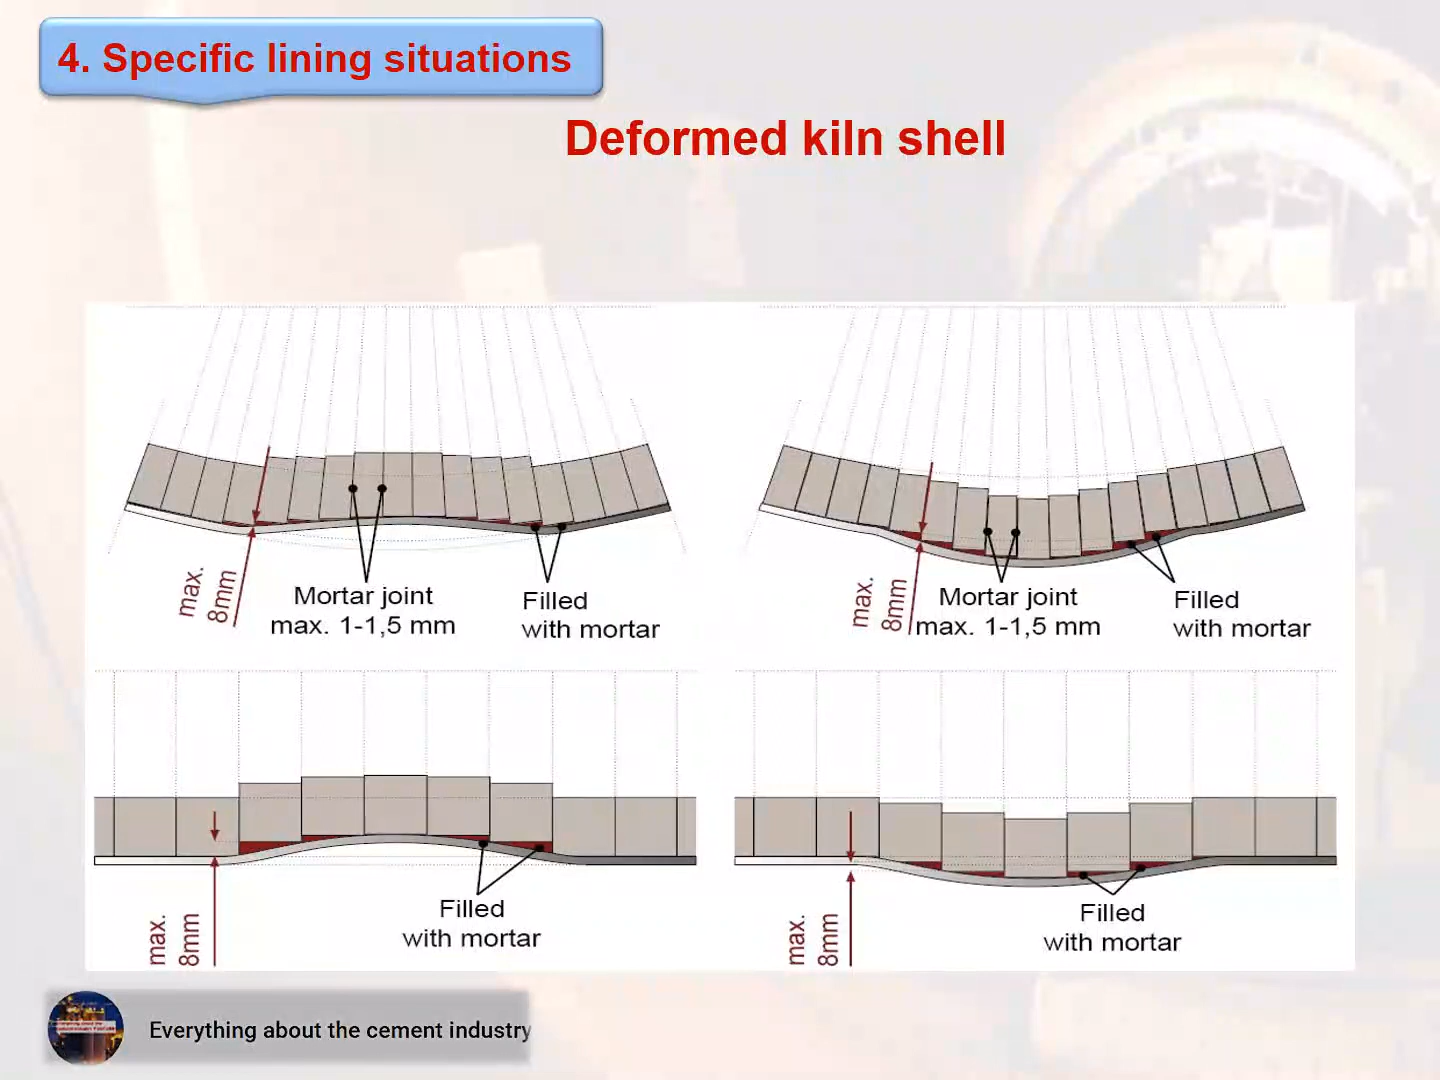 4. Specific lining situations
Deformed kiln shell
max.
8mm
Mortar joint
max. 1-1,5 mm
Filled
with mortar
max.
8mm
Mortar joint
max. 1-1,5 mm
Filled
with mortar
max.
8mm
Filled
with mortar
max.
8mm
Filled
with mortar
Everything about the cement industry